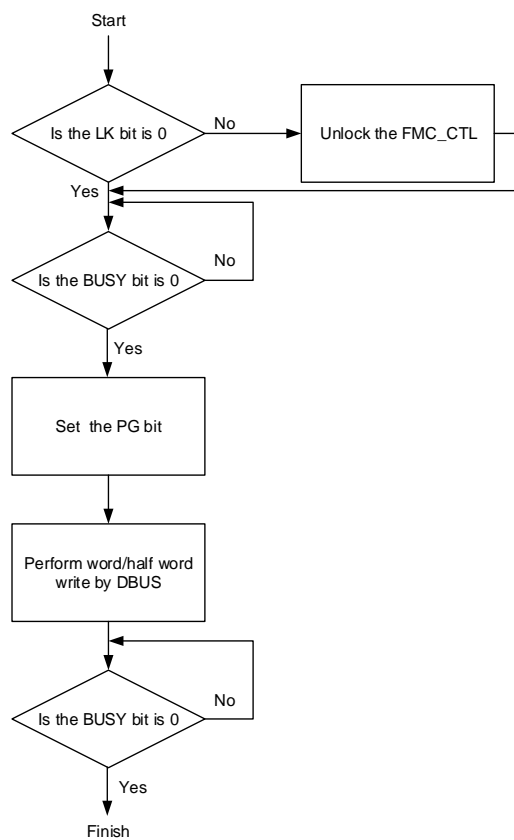 Start
Is the LK bit is 0
No
Unlock the FMC_CTL
Yes
Is the BUSY bit is 0
No
Yes
Set the PG bit
Perform word/half word
write by DBUS
Is the BUSY bit is 0
No
Yes
Finish